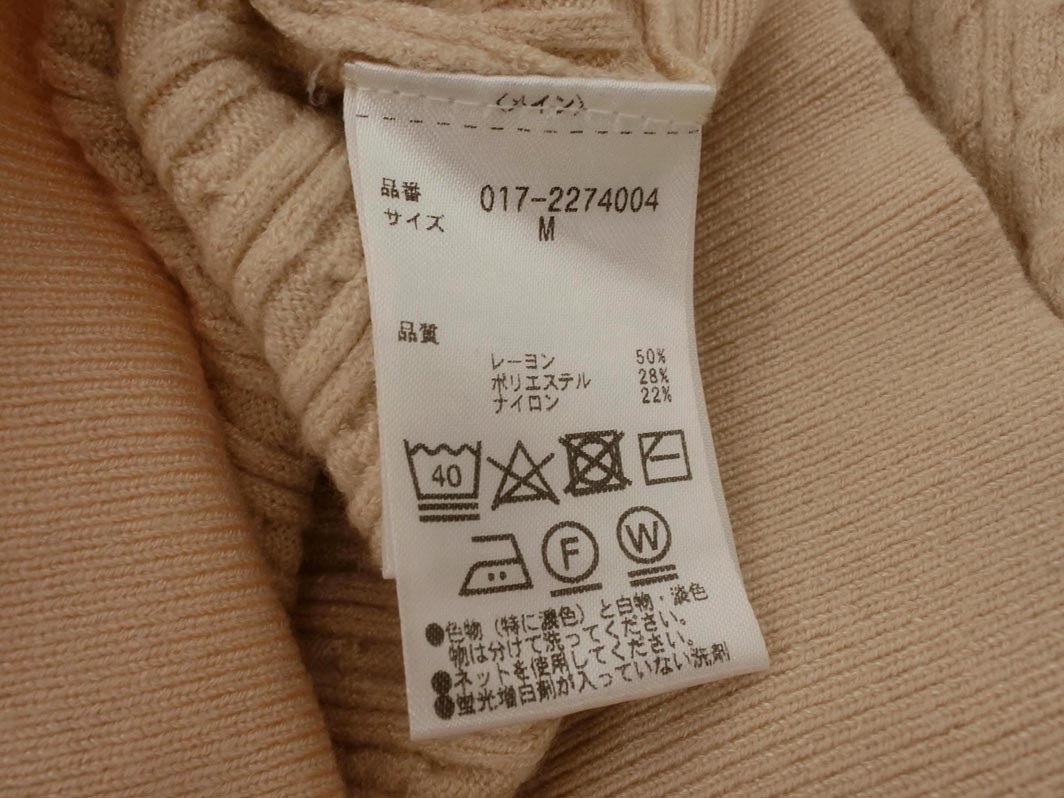 (メイン)
品番 017-2274004
サイズ M
品質
レーヨン 50%
ポリエステル 28%
ナイロン 22%
40
F W
●色物(特に濃色)と白物・淡色
物は分けて洗ってください。
●ネットを使用してください。
●蛍光増白剤が入っていない洗剤